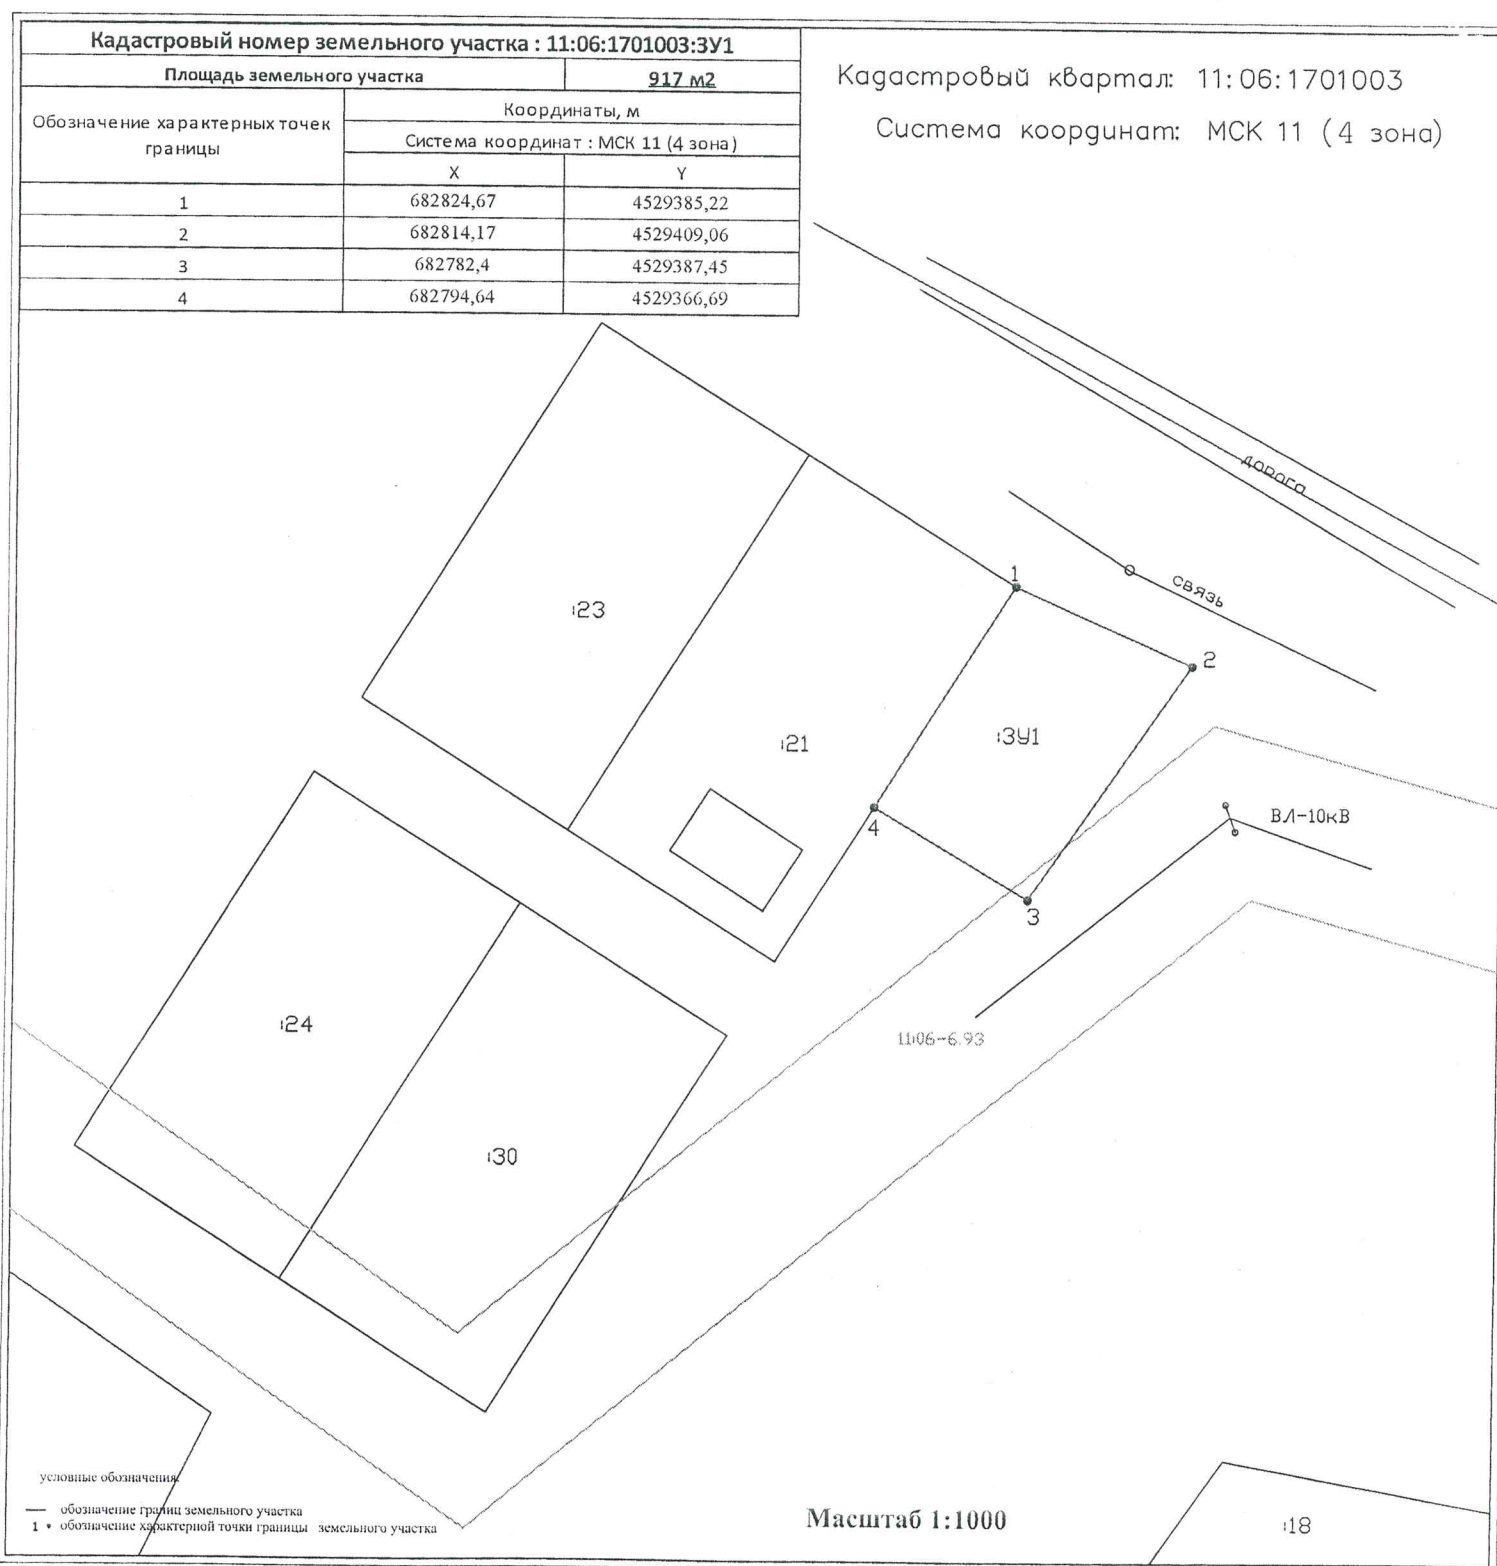 Кадастровый номер земельного участка : 11:06:1701003:ЗУ1
Площадь земельного участка 917 м2
Обозначение характерных точек границы
Координаты, м
Система координат : МСК 11 (4 зона)
X Y
1 682824,67 4529385,22
2 682814,17 4529409,06
3 682782,4 4529387,45
4 682794,64 4529366,69
Кадастровый квартал: 11:06:1701003
Система координат: МСК 11 (4 зона)
дорога
связь
1
2
:23
:21
:ЗУ1
4
3
ВЛ-10кВ
11:06-6.93
:24
:30
условные обозначения:
обозначение границ земельного участка
1 • обозначение характерной точки границы земельного участка
Масштаб 1:1000
:18